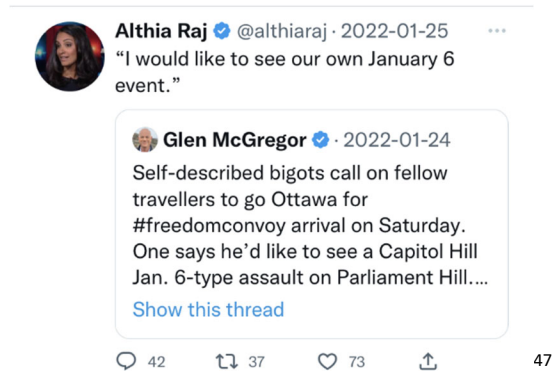 Althia Raj @althiaraj · 2022-01-25 ...
“I would like to see our own January 6
event.”
Glen McGregor · 2022-01-24
Self-described bigots call on fellow
travellers to go Ottawa for
#freedomconvoy arrival on Saturday.
One says he’d like to see a Capitol Hill
Jan. 6-type assault on Parliament Hill....
Show this thread
42 37 73
47